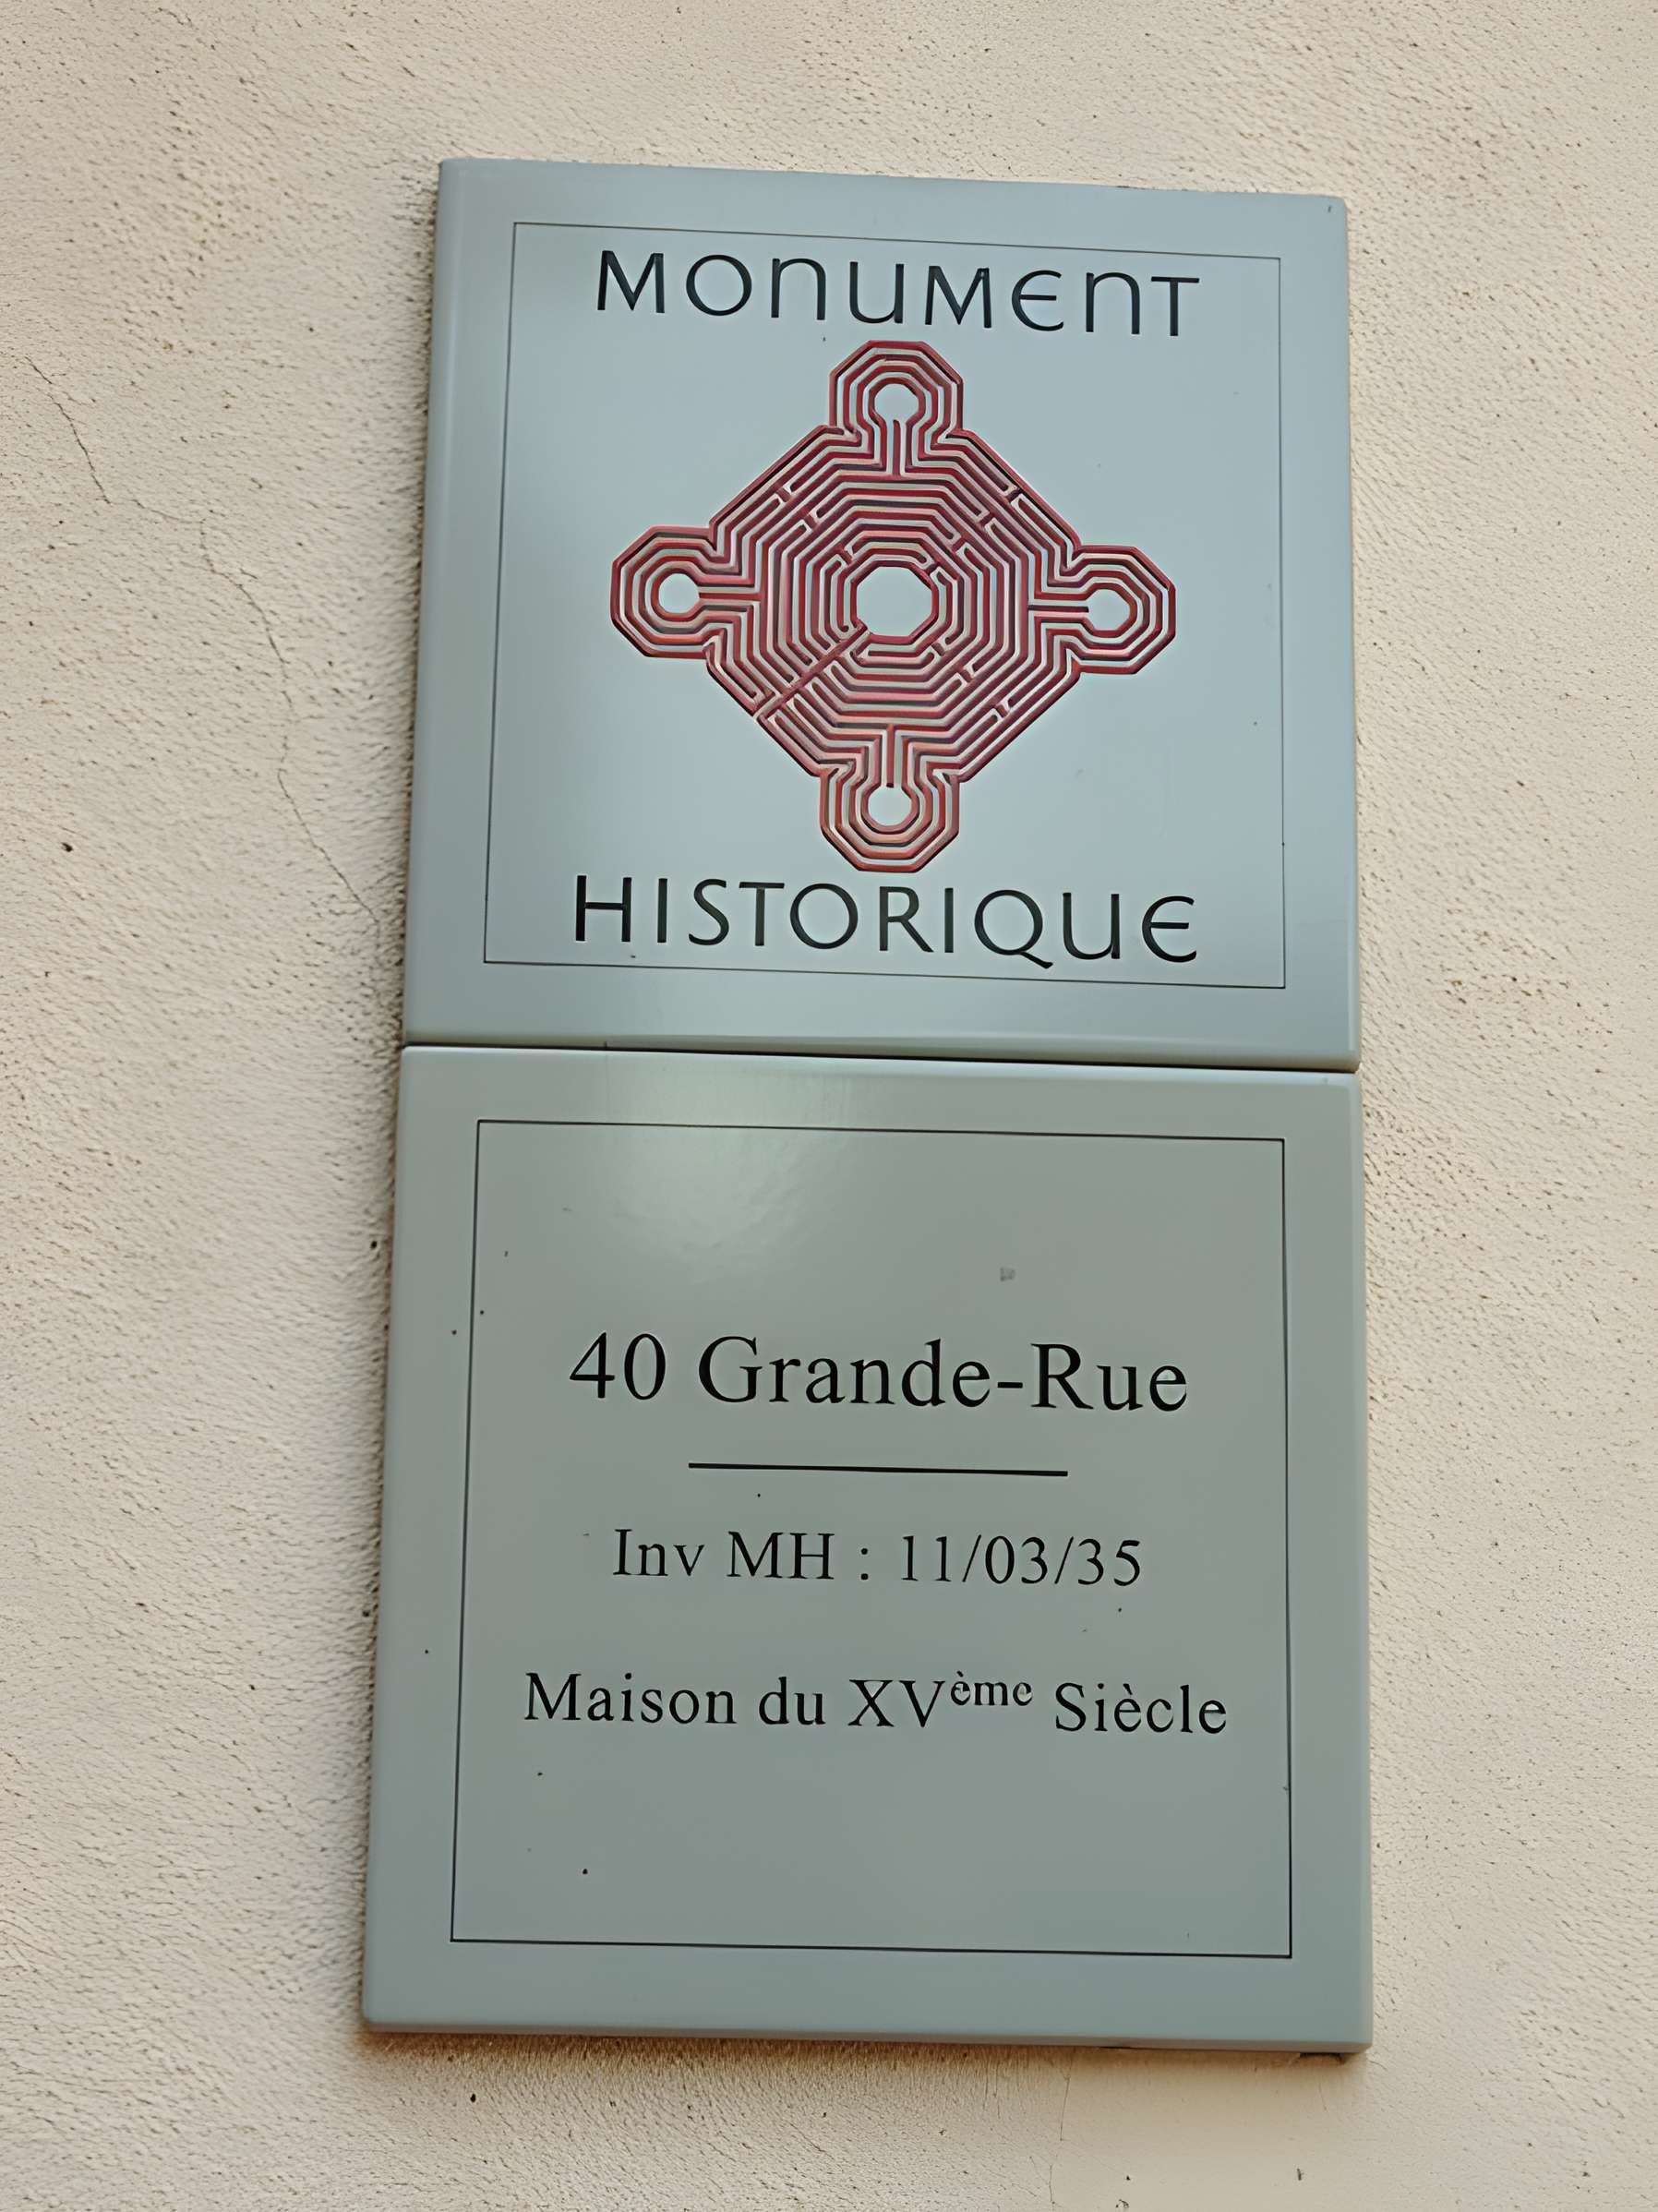 MONUMENT
HISTORIQUE
40 Grande-Rue
Inv MH : 11/03/35
Maison du XVème Siècle